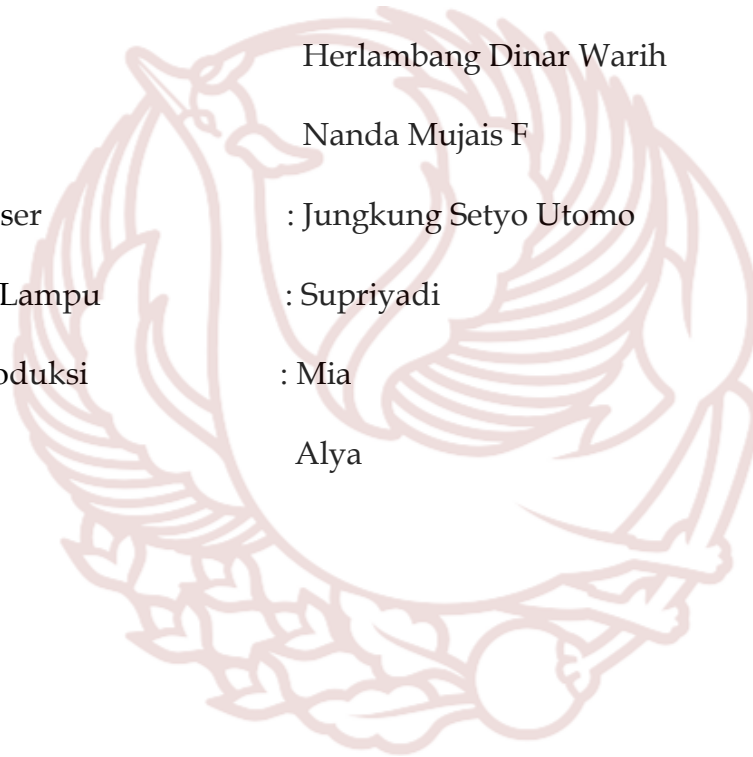 Herlambang Dinar Warih
Nanda Mujais F
ser : Jungkung Setyo Utomo
Lampu : Supriyadi
oduksi : Mia
Alya